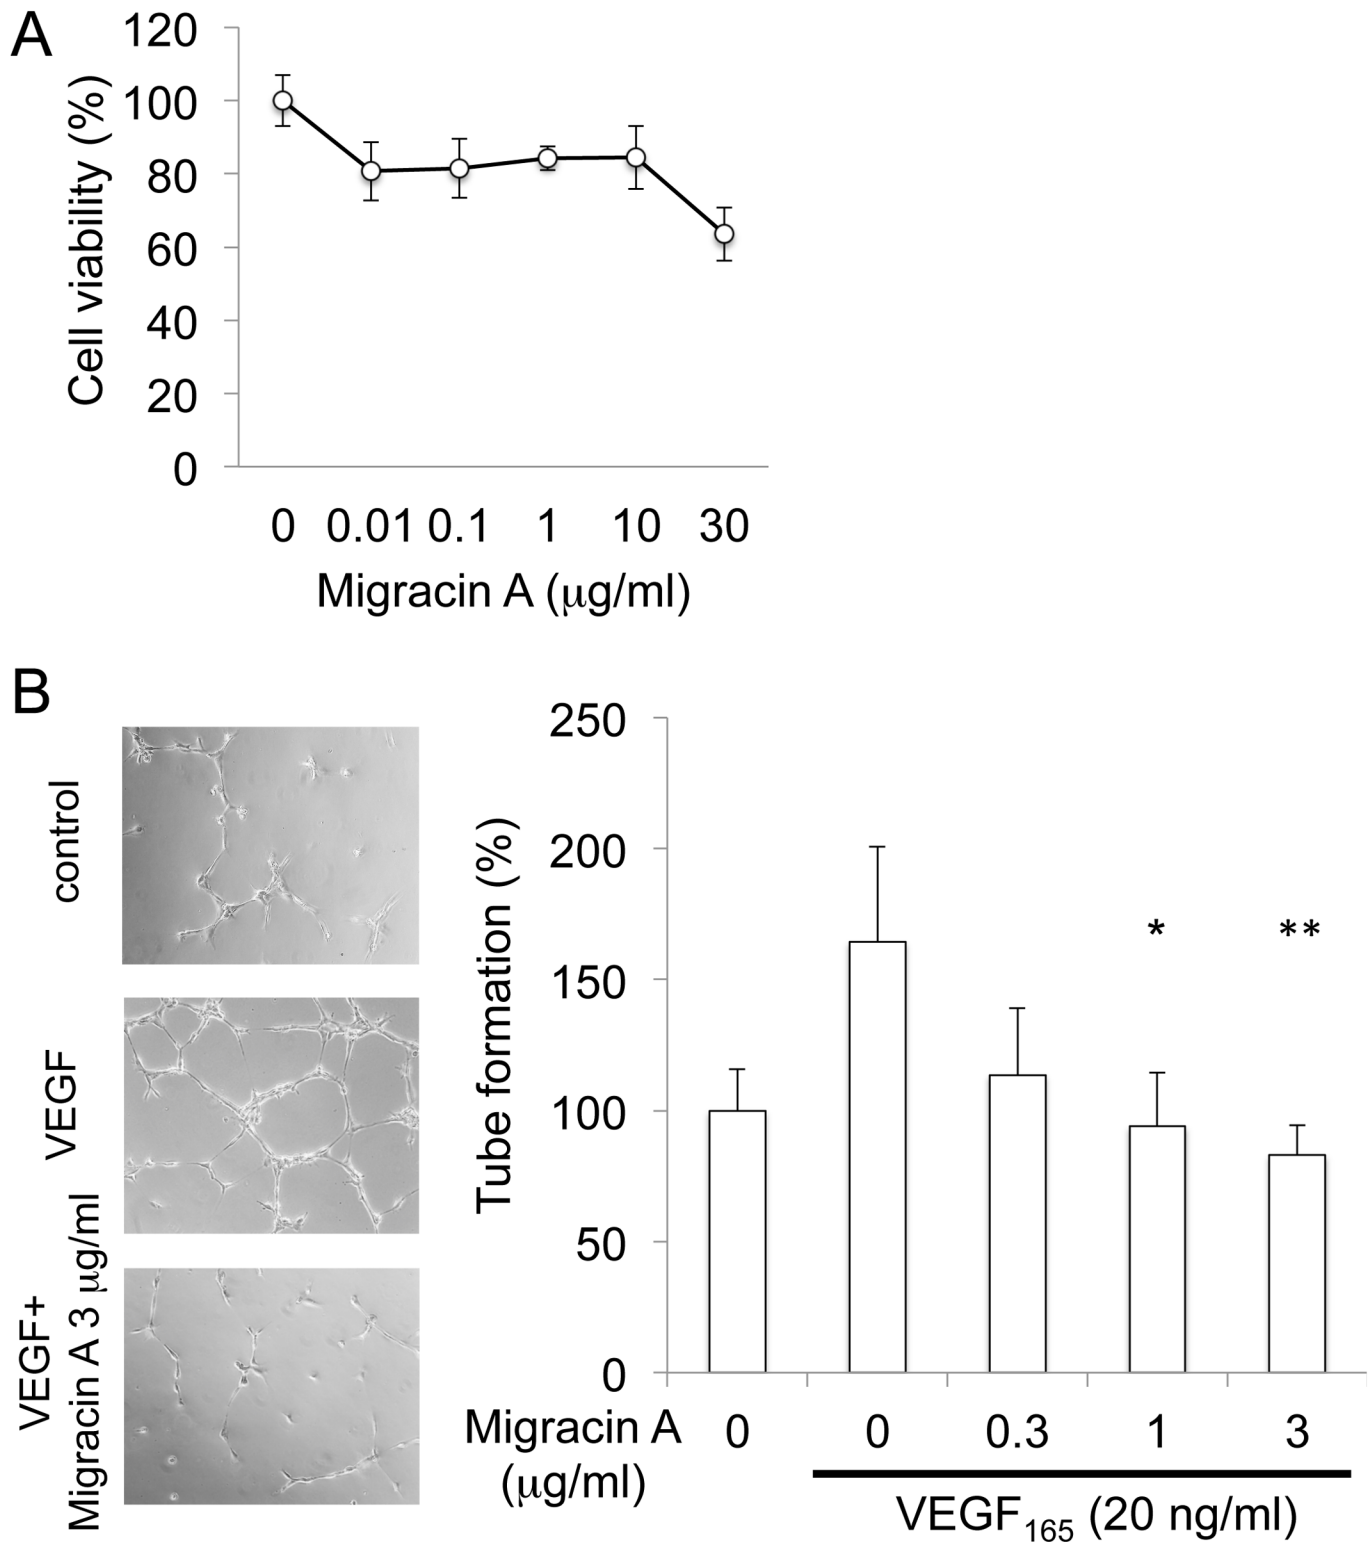 A
120
100
80
60
40
20
0
Cell viability (%)
0 0.01 0.1 1 10 30
Migracin A (μg/ml)
B
control
VEGF
VEGF+
Migracin A 3 μg/ml
250
200
150
100
50
0
Tube formation (%)
* **
Migracin A 0 0 0.3 1 3
(μg/ml)
VEGF165 (20 ng/ml)